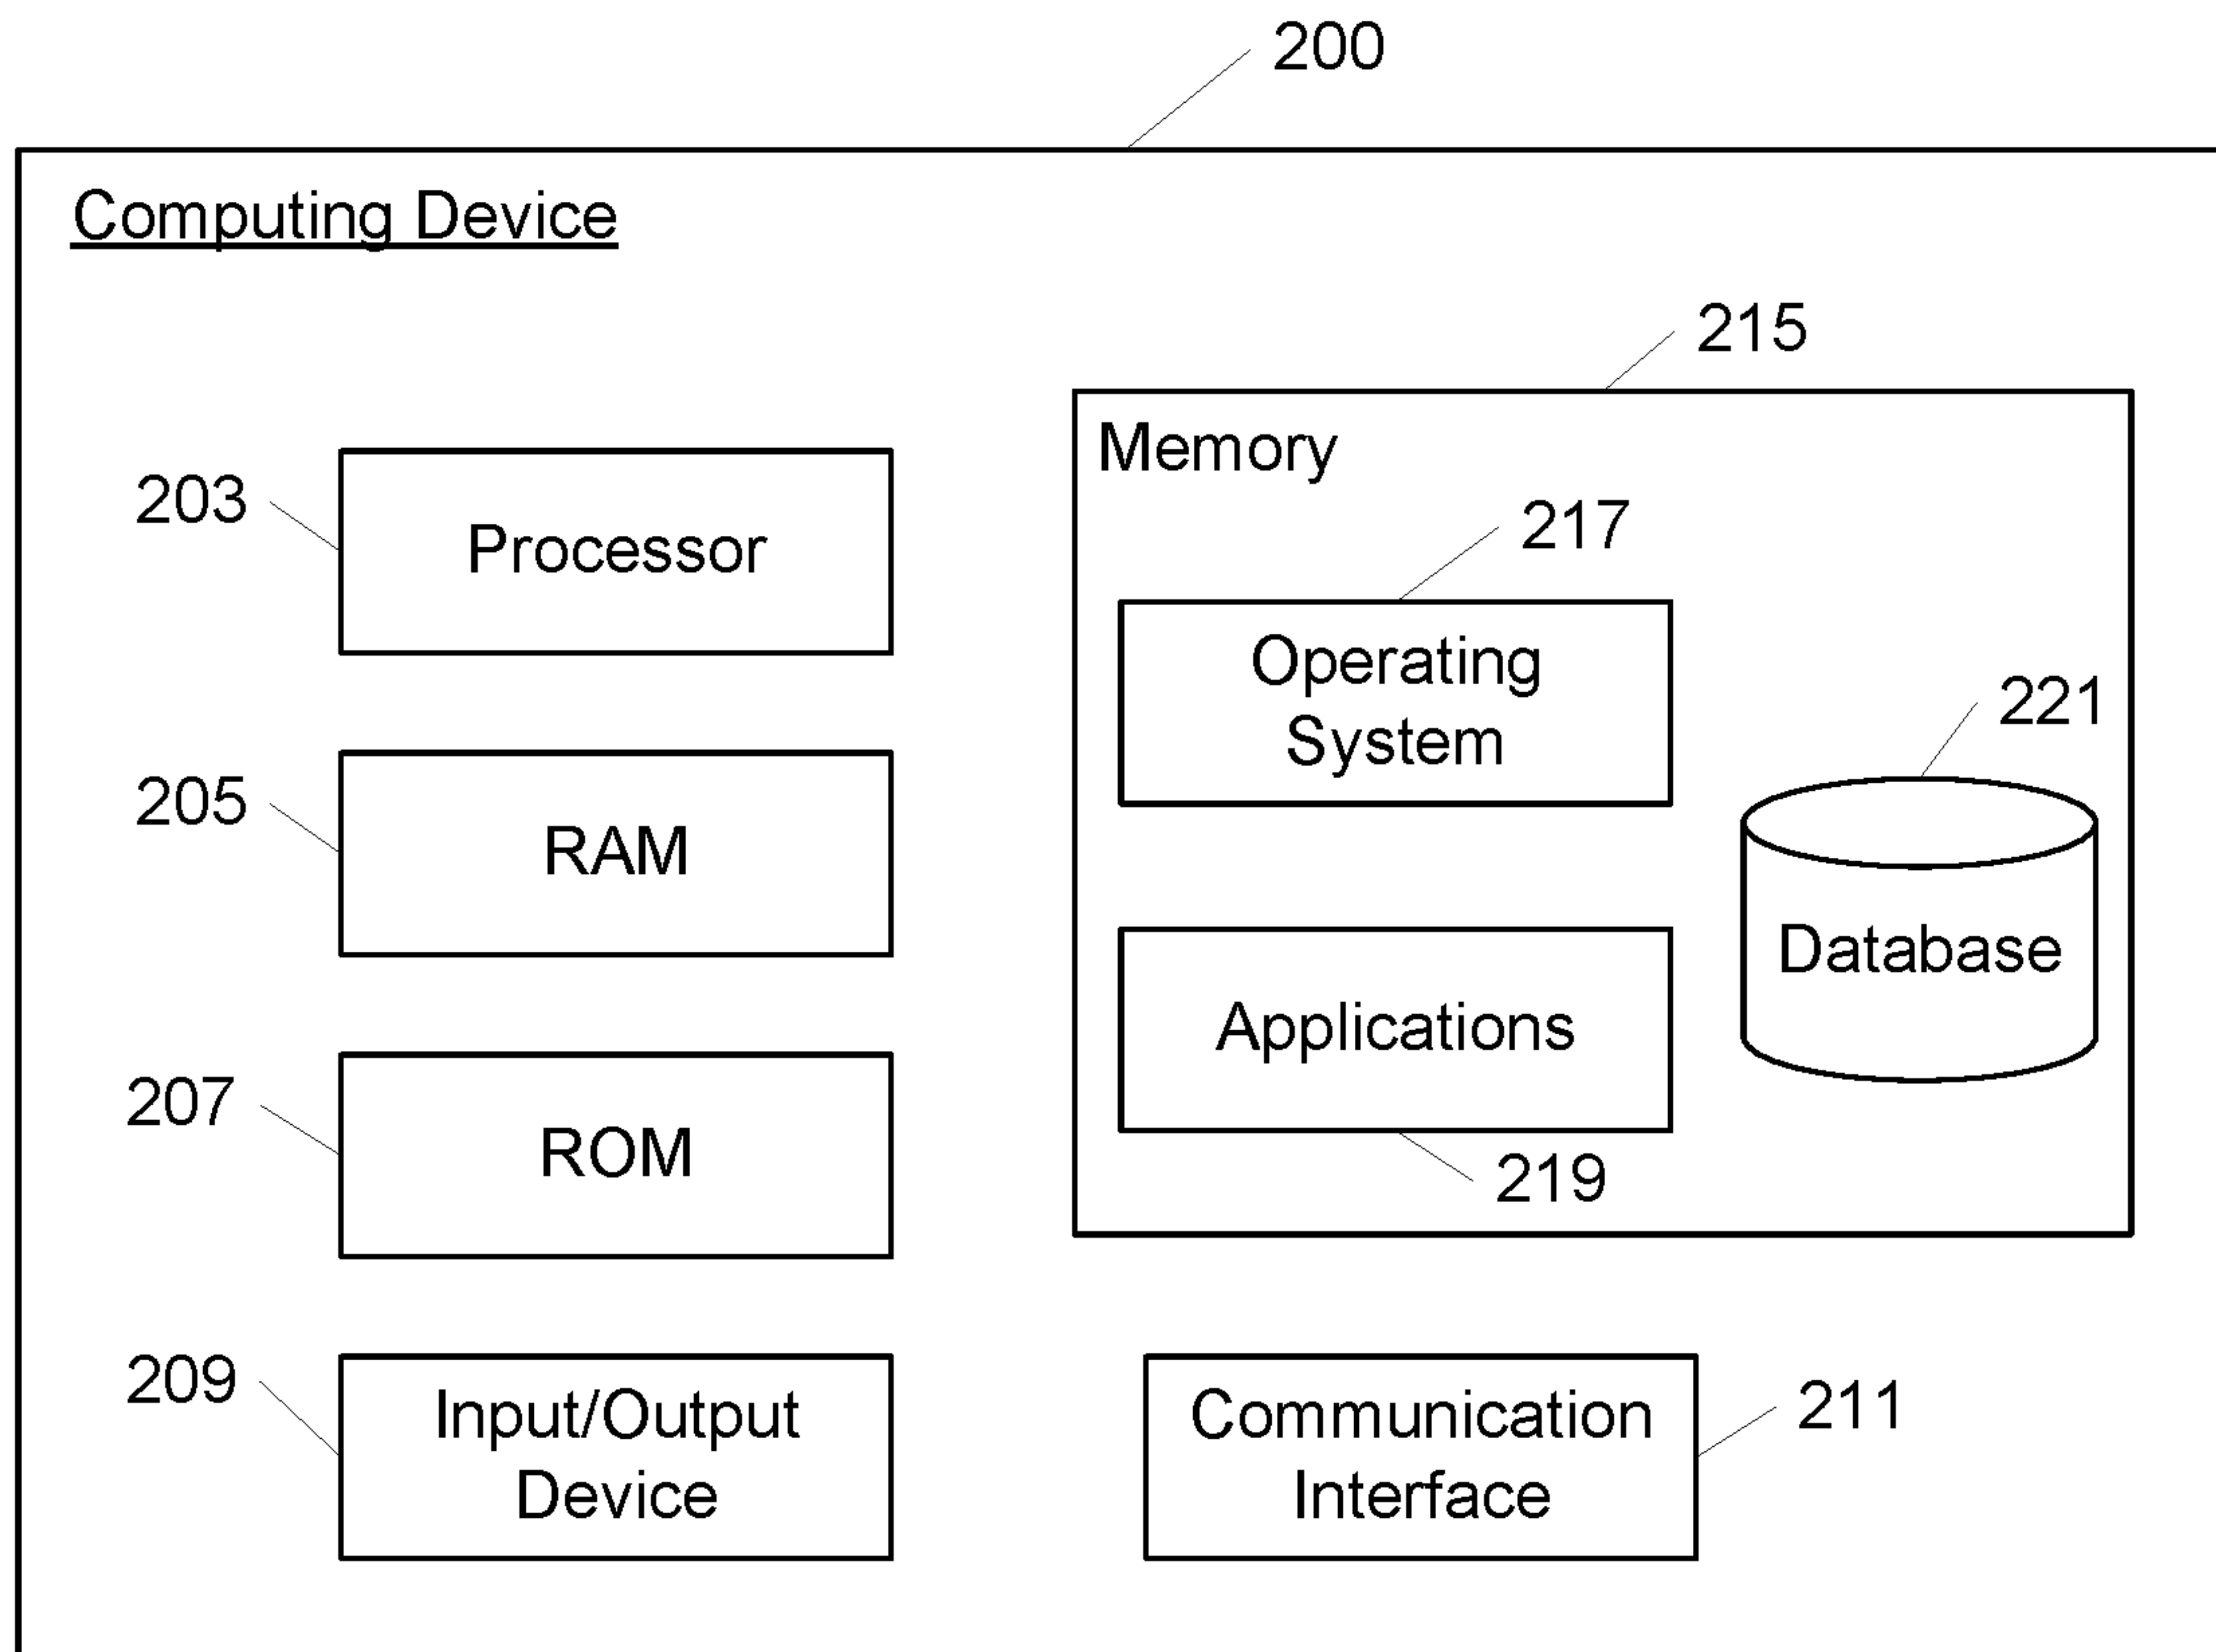 200
Computing Device
215
Memory
203
Processor
217
Operating
System
221
205
RAM
Database
Applications
207
ROM
219
209
Input/Output
Device
Communication
Interface
211